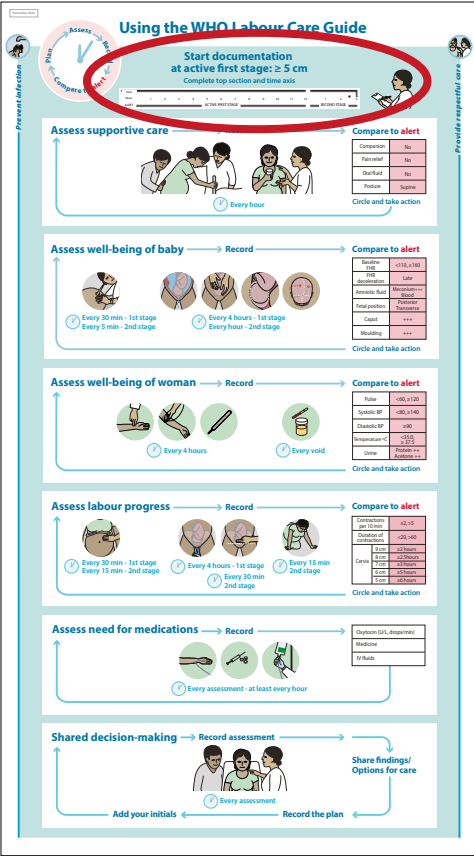 Using the WHO Labour Care Guide
Plan
Assess
Record
Compare to alert
Prevent infection
Provide respectful care
Start documentation
at active first stage: ≥ 5 cm
Complete top section and time axis
ACTIVE FIRST STAGE
SECOND STAGE
Assess supportive care
Compare to alert
Companion No
Pain relief No
Oral fluid No
Posture Supine
Every hour
Circle and take action
Assess well-being of baby
Record
Compare to alert
Baseline FHR <110, ≥160
FHR deceleration Late
Amniotic fluid Meconium+++ Blood
Fetal position Posterior Transverse
Caput +++
Moulding +++
Every 30 min - 1st stage
Every 5 min - 2nd stage
Every 4 hours - 1st stage
Every hour - 2nd stage
Circle and take action
Assess well-being of woman
Record
Compare to alert
Pulse <60, ≥120
Systolic BP <80, ≥140
Diastolic BP ≥90
Temperature ºC <35.0, ≥ 37.5
Urine Protein ++ Acetone ++
Every 4 hours
Every void
Circle and take action
Assess labour progress
Record
Compare to alert
Contractions per 10 min ≤2, >5
Duration of contractions <20, >60
Cervix
9 cm ≥2 hours
8 cm ≥2.5hours
7 cm ≥3 hours
6 cm ≥5 hours
5 cm ≥6 hours
Every 30 min - 1st stage
Every 15 min - 2nd stage
Every 4 hours - 1st stage
Every 30 min
2nd stage
Every 15 min
2nd stage
Circle and take action
Assess need for medications
Record
Oxytocin (U/L, drops/min)
Medicine
IV fluids
Every assessment - at least every hour
Shared decision-making
Record assessment
Share findings/
Options for care
Every assessment
Add your initials
Record the plan